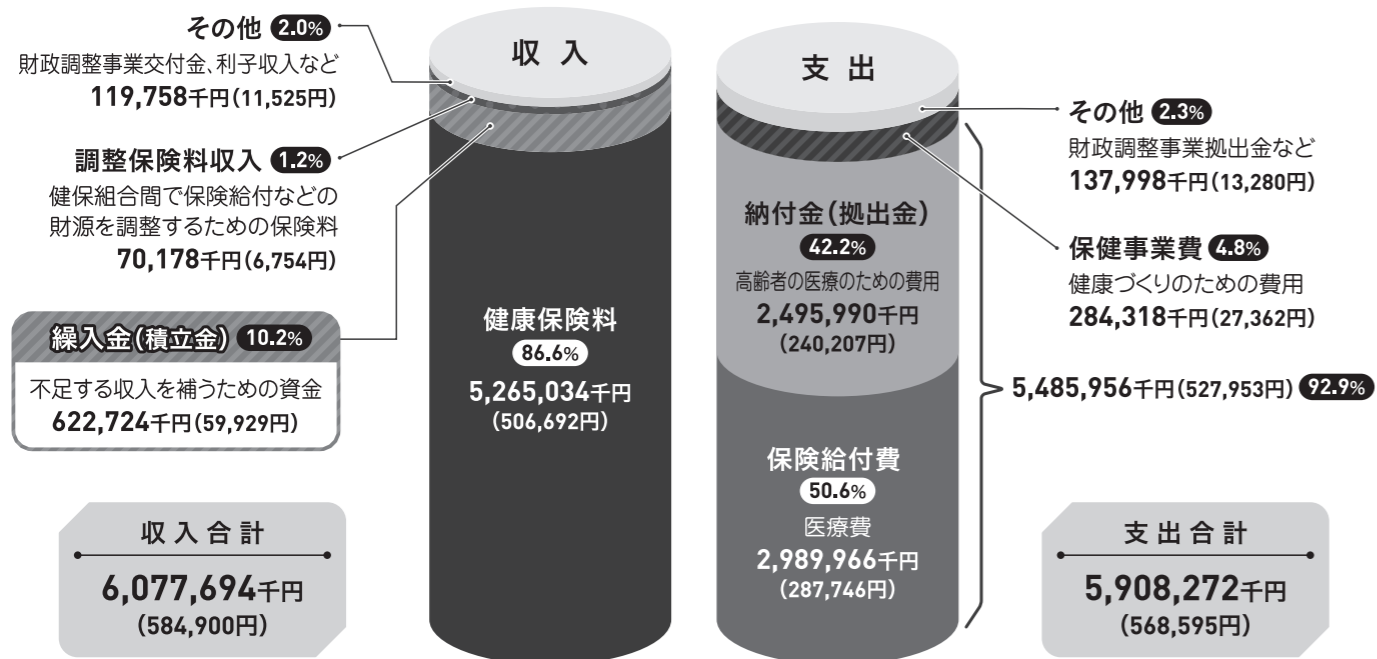 その他 2.0%
財政調整事業交付金、利子収入など
119,758千円(11,525円)
調整保険料収入 1.2%
健保組合間で保険給付などの
財源を調整するための保険料
70,178千円(6,754円)
繰入金(積立金) 10.2%
不足する収入を補うための資金
622,724千円(59,929円)
収入合計
6,077,694千円
(584,900円)
収 入
健康保険料
86.6%
5,265,034千円
(506,692円)
支 出
納付金(拠出金)
42.2%
高齢者の医療のための費用
2,495,990千円
(240,207円)
保険給付費
50.6%
医療費
2,989,966千円
(287,746円)
その他 2.3%
財政調整事業拠出金など
137,998千円(13,280円)
保健事業費 4.8%
健康づくりのための費用
284,318千円(27,362円)
5,485,956千円(527,953円) 92.9%
支出合計
5,908,272千円
(568,595円)